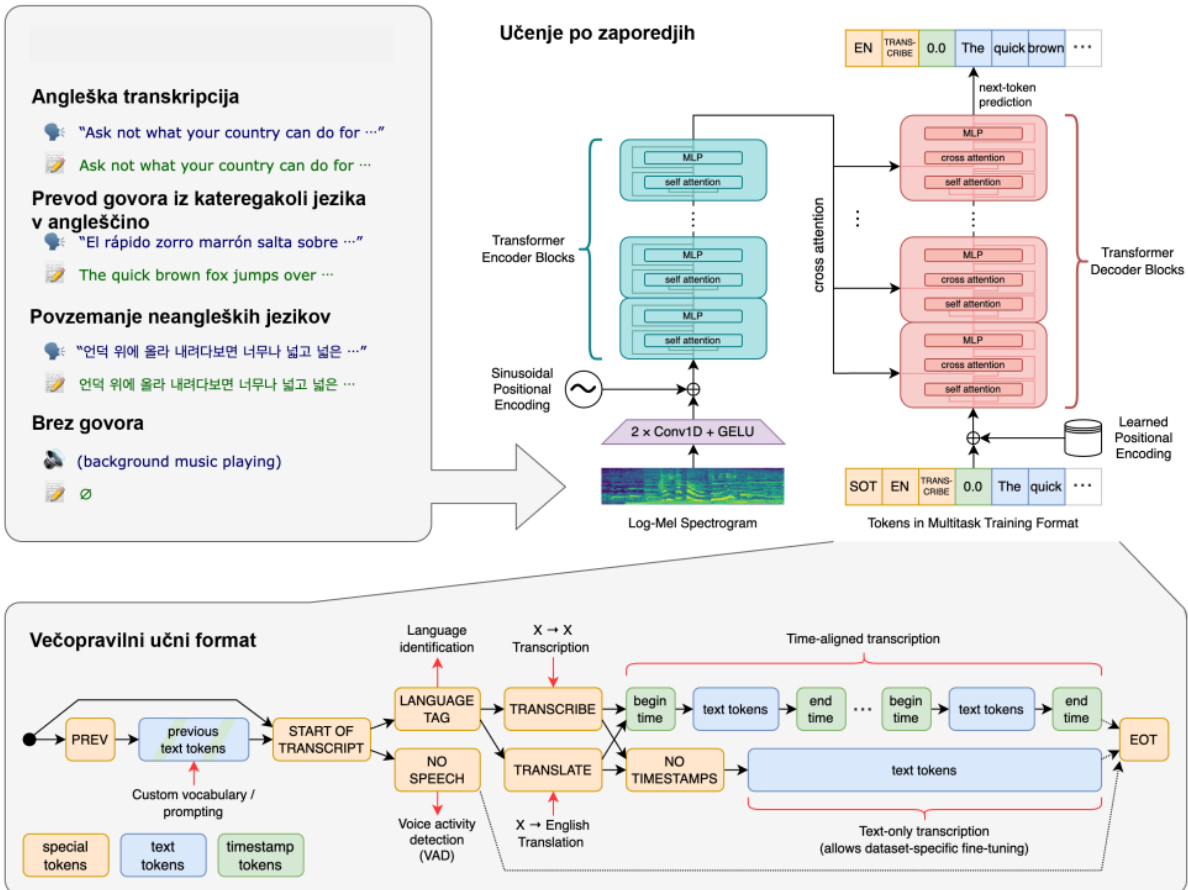 Angleška transkripcija
“Ask not what your country can do for ⋯”
Ask not what your country can do for ⋯
Prevod govora iz kateregakoli jezika
v angleščino
“El rápido zorro marrón salta sobre ⋯”
The quick brown fox jumps over ⋯
Povzemanje neangleških jezikov
“언덕 위에 올라 내려다보면 너무나 넓고 넓은 ⋯”
언덕 위에 올라 내려다보면 너무나 넓고 넓은 ⋯
Brez govora
(background music playing)
∅
Učenje po zaporedjih
EN TRANS-CRIBE 0.0 The quick brown ⋯
next-token
prediction
MLP
self attention
⋯
MLP
self attention
MLP
self attention
Transformer
Encoder Blocks
cross attention
⋯
MLP
cross attention
self attention
⋯
MLP
cross attention
self attention
MLP
cross attention
self attention
Transformer
Decoder Blocks
Sinusoidal
Positional
Encoding
2 × Conv1D + GELU
Log-Mel Spectrogram
Learned
Positional
Encoding
SOT EN TRANS-CRIBE 0.0 The quick ⋯
Tokens in Multitask Training Format
Večopravilni učni format
Language
identification
X → X
Transcription
Time-aligned transcription
PREV
previous
text tokens
START OF
TRANSCRIPT
LANGUAGE
TAG
TRANSCRIBE
begin
time
text tokens
end
time
⋯
begin
time
text tokens
end
time
EOT
NO
SPEECH
TRANSLATE
NO
TIMESTAMPS
text tokens
Custom vocabulary /
prompting
Voice activity
detection
(VAD)
X → English
Translation
Text-only transcription
(allows dataset-specific fine-tuning)
special
tokens
text
tokens
timestamp
tokens